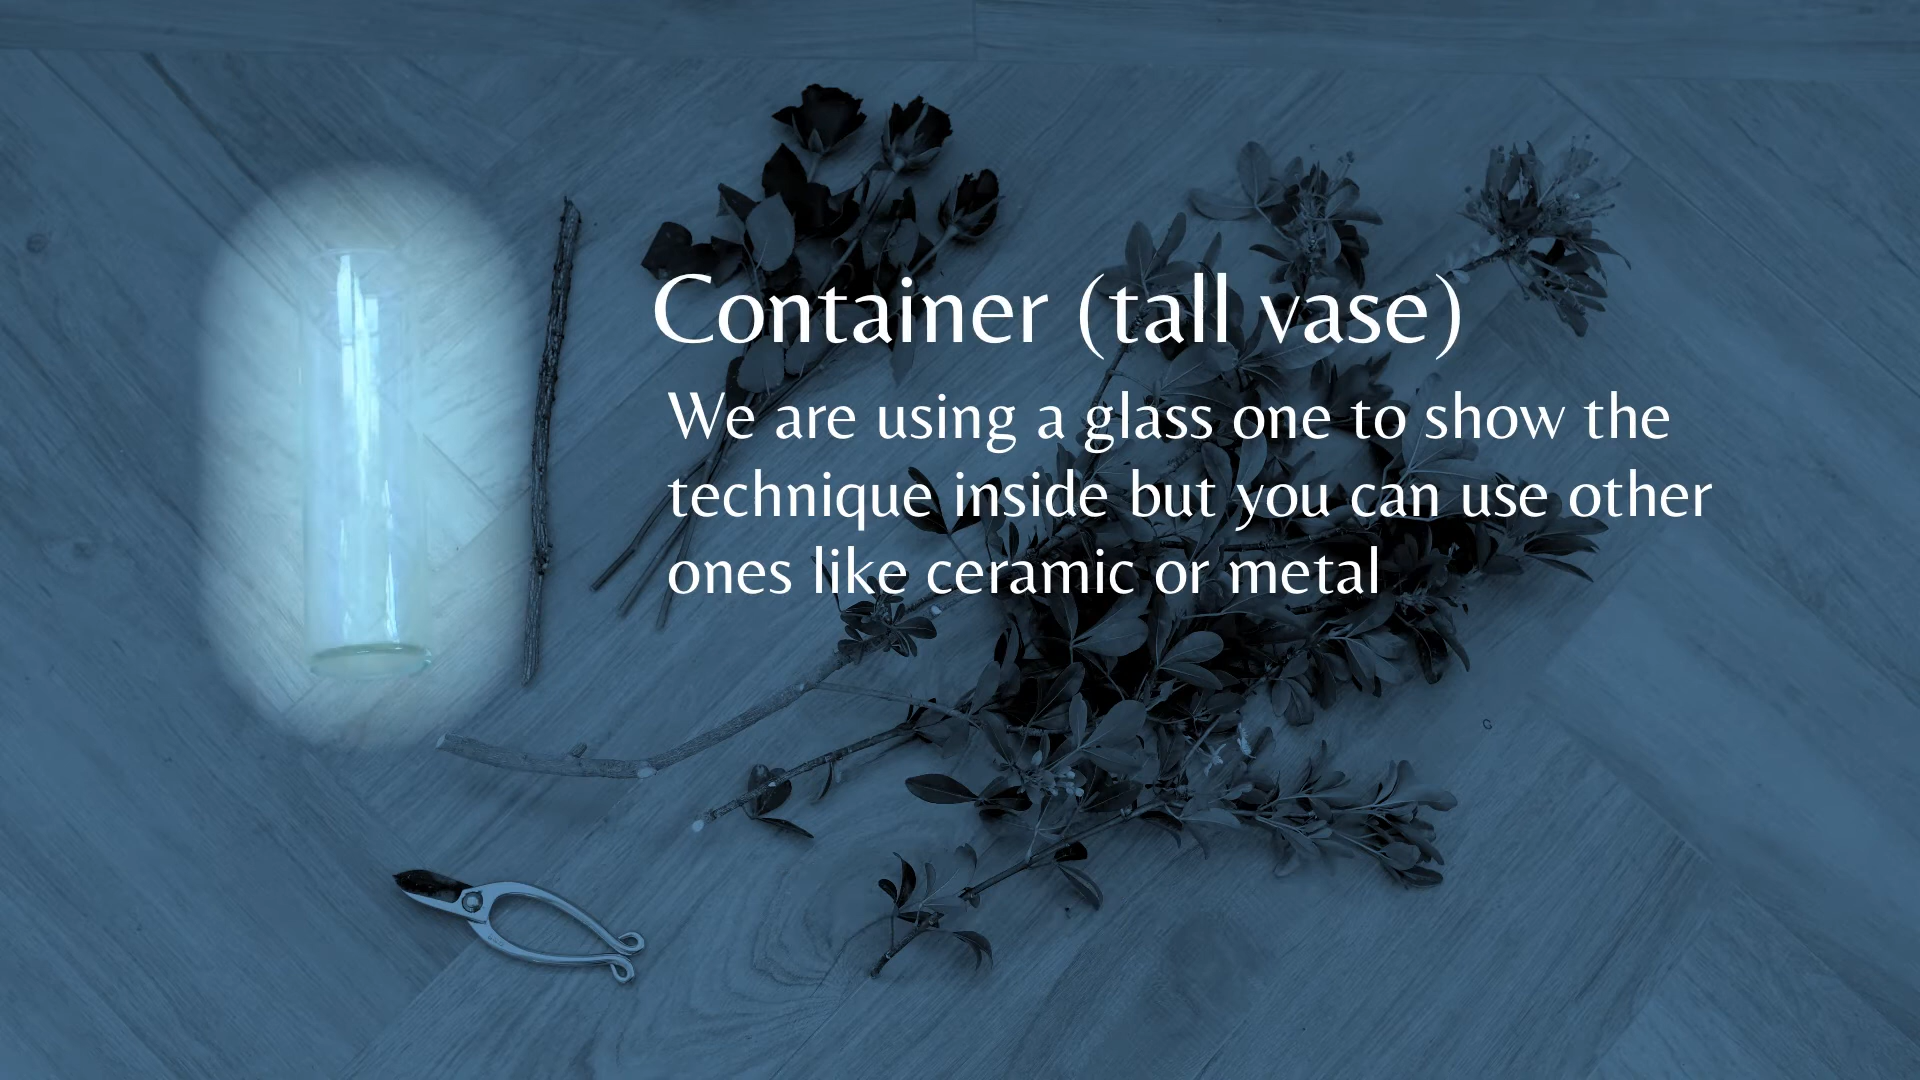 Container (tall vase)
We are using a glass one to show the
technique inside but you can use other
ones like ceramic or metal